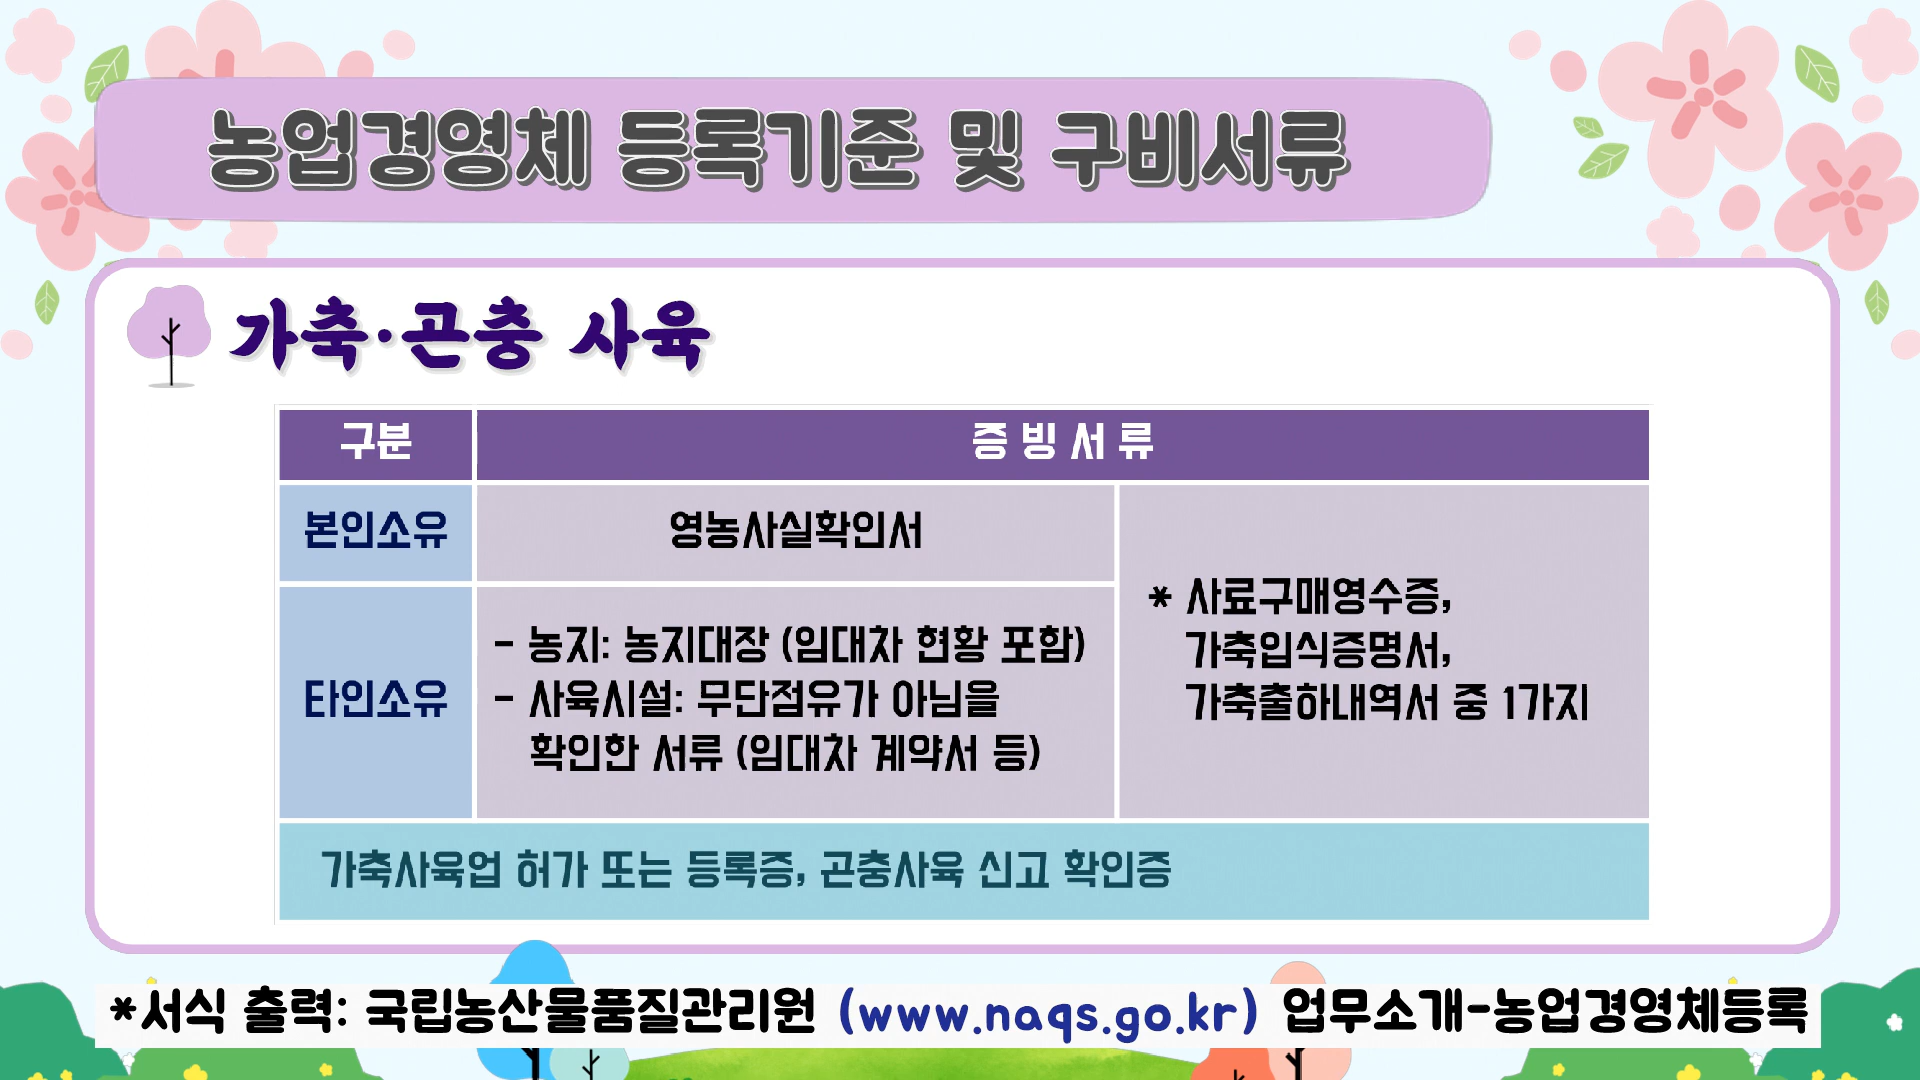 농업경영체 등록기준 및 구비서류
가축·곤충 사육
구분
증빙서류
본인소유
영농사실확인서
타인소유
- 농지: 농지대장 (임대차 현황 포함)
- 사육시설: 무단점유가 아님을
확인한 서류 (임대차 계약서 등)
* 사료구매영수증,
가축입식증명서,
가축출하내역서 중 1가지
가축사육업 허가 또는 등록증, 곤충사육 신고 확인증
*서식 출력: 국립농산물품질관리원 (www.naqs.go.kr) 업무소개-농업경영체등록